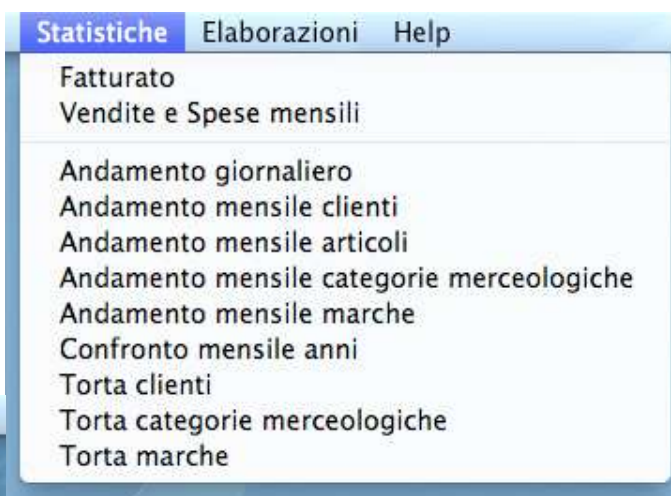 Statistiche Elaborazioni Help
Fatturato
Vendite e Spese mensili
Andamento giornaliero
Andamento mensile clienti
Andamento mensile articoli
Andamento mensile categorie merceologiche
Andamento mensile marche
Confronto mensile anni
Torta clienti
Torta categorie merceologiche
Torta marche